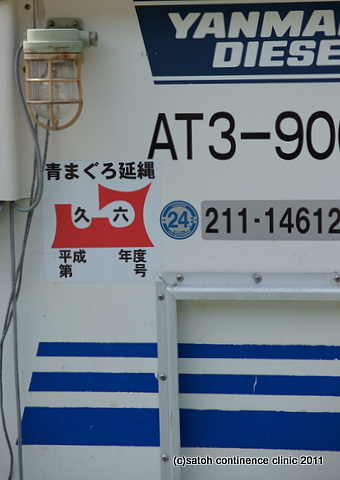 YANMAR
DIESE
AT3-90
青まぐろ延縄
久 六
平成 年度
第 号
24
211-14612
(c)satoh continence clinic 2011